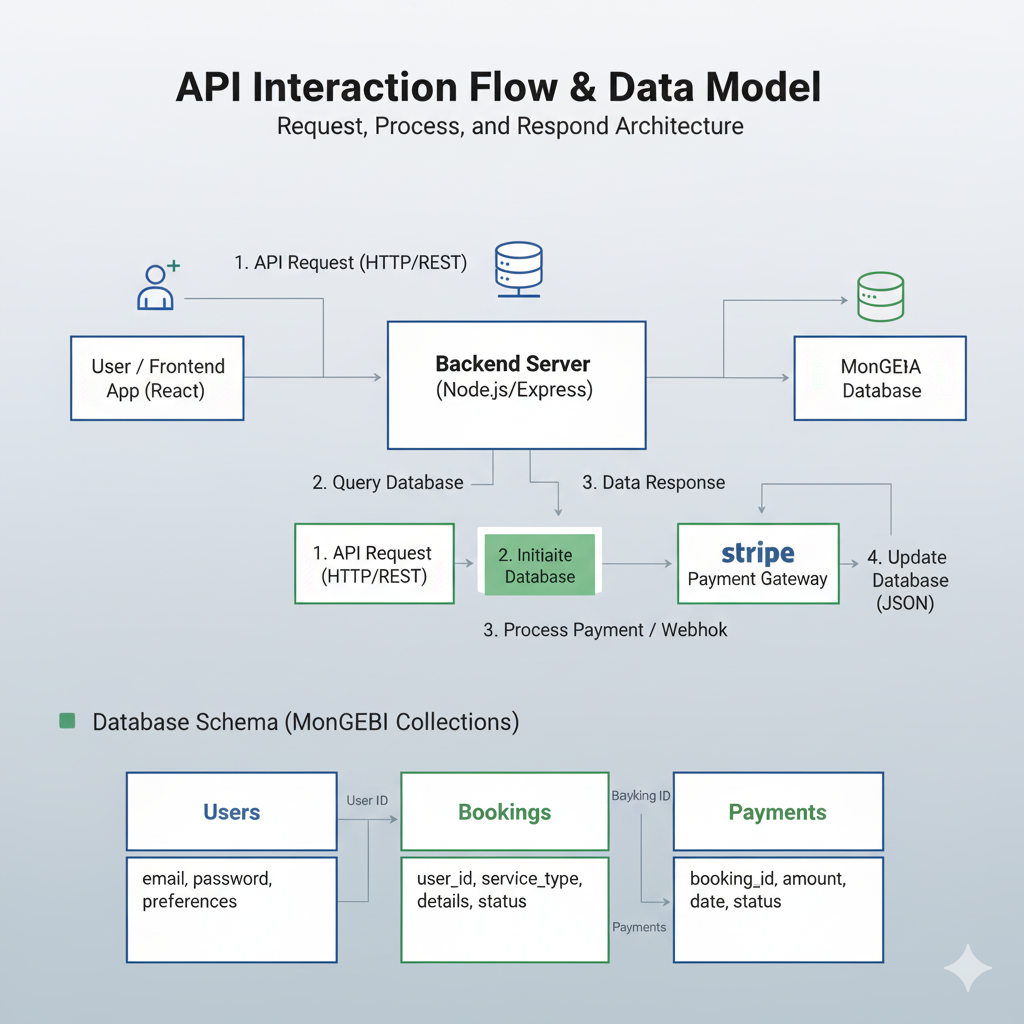 API Interaction Flow & Data Model
Request, Process, and Respond Architecture
1. API Request (HTTP/REST)
User / Frontend
App (React)
Backend Server
(Node.js/Express)
Database
2. Query Database
3. Data Response
1. API Request
(HTTP/REST)
2. Initiaite
Database
stripe
Payment Gateway
4. Update
Database
(JSON)
3. Process Payment / Webhok
Database Schema (MonGEBI Collections)
Users
User ID
Bookings
Bayking ID
Payments
email, password,
preferences
user_id, service_type,
details, status
Payments
booking_id, amount,
date, status